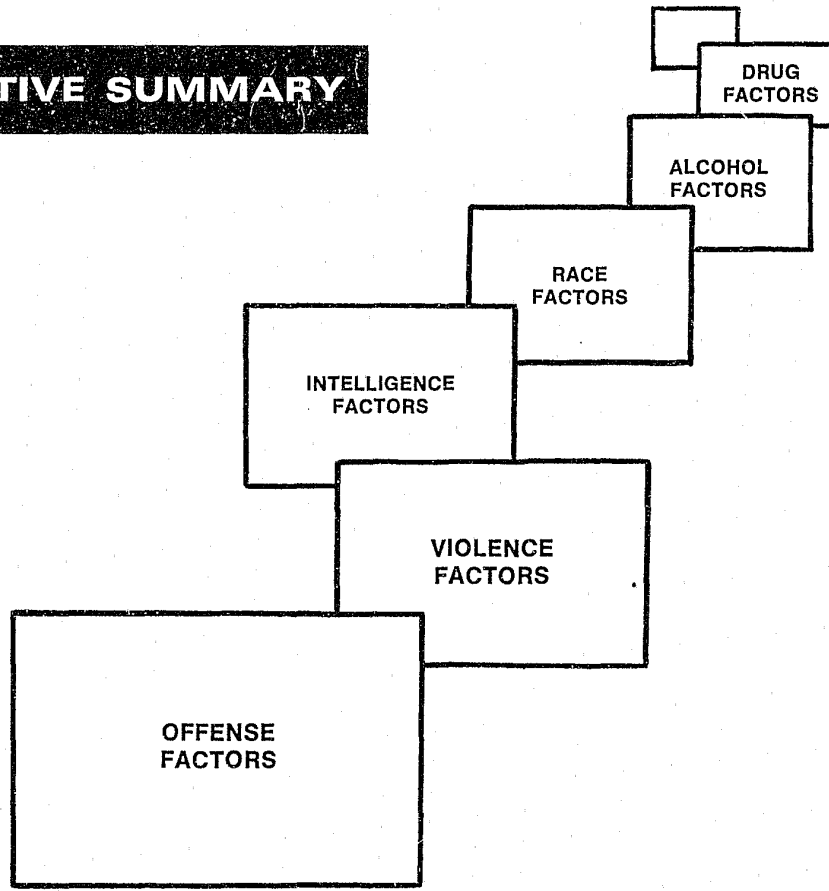 TIVE SUMMARY
DRUG
FACTORS
ALCOHOL
FACTORS
RACE
FACTORS
INTELLIGENCE
FACTORS
VIOLENCE
FACTORS
OFFENSE
FACTORS